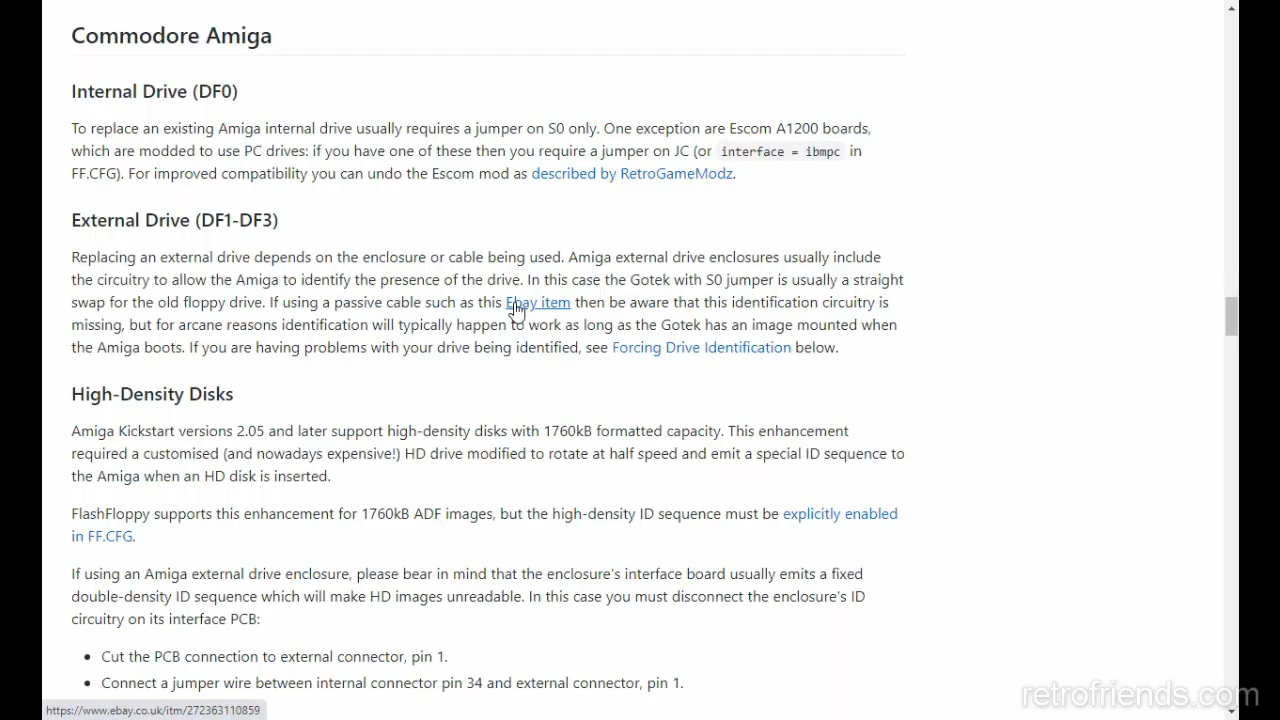 Commodore Amiga
Internal Drive (DF0)
To replace an existing Amiga internal drive usually requires a jumper on S0 only. One exception are Escom A1200 boards,
which are modded to use PC drives: if you have one of these then you require a jumper on JC (or interface = ibmpc in
FF.CFG). For improved compatibility you can undo the Escom mod as described by RetroGameModz.
External Drive (DF1-DF3)
Replacing an external drive depends on the enclosure or cable being used. Amiga external drive enclosures usually include
the circuitry to allow the Amiga to identify the presence of the drive. In this case the Gotek with S0 jumper is usually a straight
swap for the old floppy drive. If using a passive cable such as this Ebay item then be aware that this identification circuitry is
missing, but for arcane reasons identification will typically happen to work as long as the Gotek has an image mounted when
the Amiga boots. If you are having problems with your drive being identified, see Forcing Drive Identification below.
High-Density Disks
Amiga Kickstart versions 2.05 and later support high-density disks with 1760kB formatted capacity. This enhancement
required a customised (and nowadays expensive!) HD drive modified to rotate at half speed and emit a special ID sequence to
the Amiga when an HD disk is inserted.
FlashFloppy supports this enhancement for 1760kB ADF images, but the high-density ID sequence must be explicitly enabled
in FF.CFG.
If using an Amiga external drive enclosure, please bear in mind that the enclosure's interface board usually emits a fixed
double-density ID sequence which will make HD images unreadable. In this case you must disconnect the enclosure's ID
circuitry on its interface PCB:
• Cut the PCB connection to external connector, pin 1.
• Connect a jumper wire between internal connector pin 34 and external connector, pin 1.
https://www.ebay.co.uk/itm/272363110859
retrofriends.com